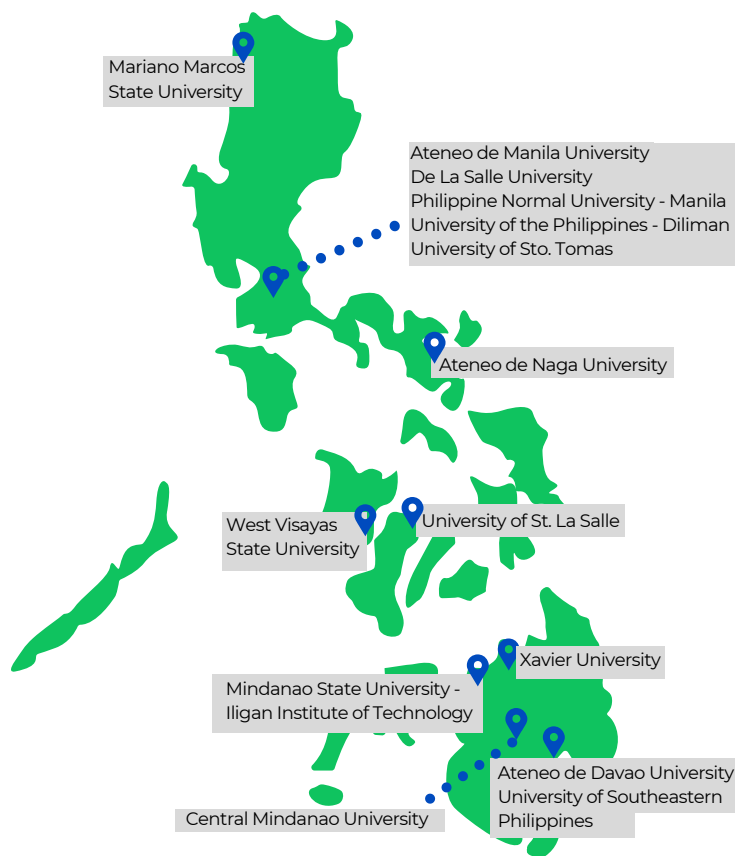 Mariano Marcos
State University
Ateneo de Manila University
De La Salle University
Philippine Normal University - Manila
University of the Philippines - Diliman
University of Sto. Tomas
Ateneo de Naga University
West Visayas
State University
University of St. La Salle
Xavier University
Mindanao State University -
Iligan Institute of Technology
Ateneo de Davao University
University of Southeastern
Philippines
Central Mindanao University